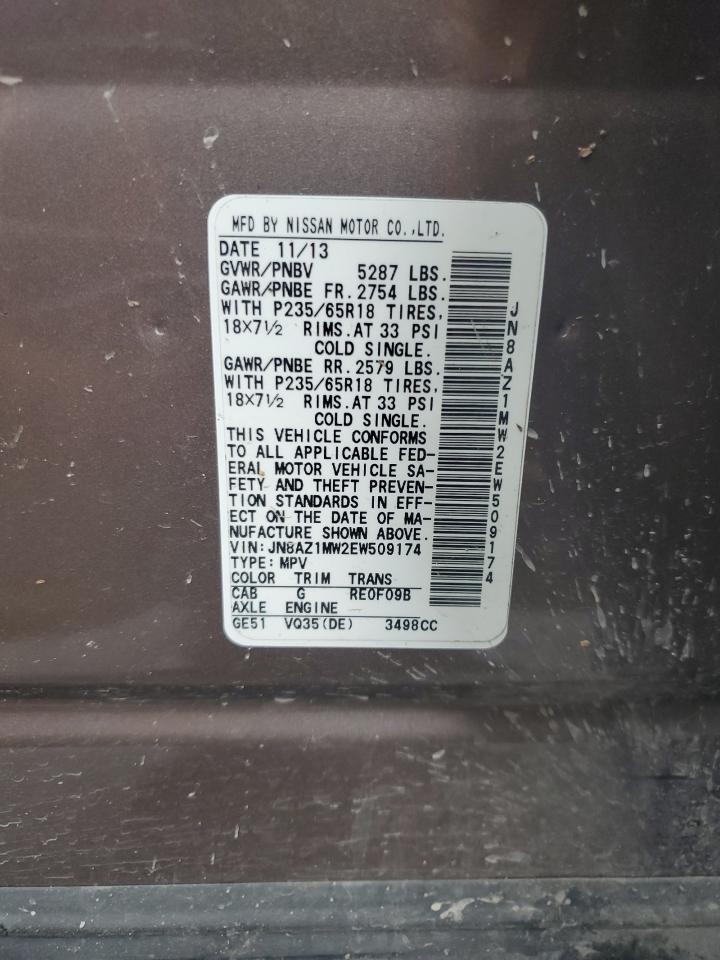 MFD BY NISSAN MOTOR CO.,LTD.
DATE 11/13
GVWR/PNBV 5287 LBS.
GAWR/PNBE FR. 2754 LBS.
WITH P235/65R18 TIRES,
18X7½ RIMS. AT 33 PSI
COLD SINGLE.
GAWR/PNBE RR. 2579 LBS.
WITH P235/65R18 TIRES,
18X7½ RIMS. AT 33 PSI
COLD SINGLE.
THIS VEHICLE CONFORMS
TO ALL APPLICABLE FED-
ERAL MOTOR VEHICLE SA-
FETY AND THEFT PREVEN-
TION STANDARDS IN EFF-
ECT ON THE DATE OF MA-
NUFACTURE SHOWN ABOVE.
VIN: JN8AZ1MW2EW509174
TYPE: MPV
COLOR TRIM TRANS
CAB G RE0F09B
AXLE ENGINE
GE51 VQ35(DE) 3498CC
JN8AZ1MW2EW509174